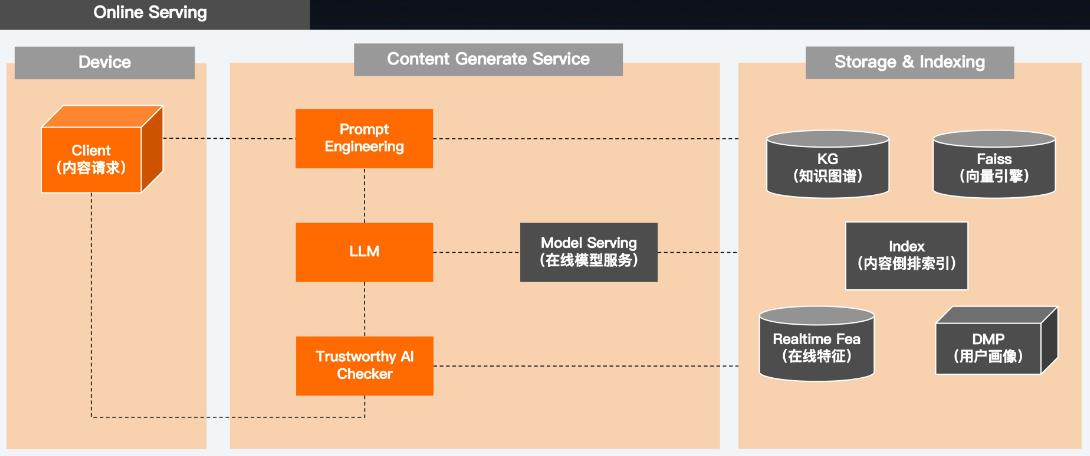 Online Serving
Device
Content Generate Service
Storage & Indexing
Client
（内容请求）
Prompt
Engineering
KG
（知识图谱）
Faiss
（向量引擎）
LLM
Model Serving
（在线模型服务）
Index
（内容倒排索引）
Trustworthy AI
Checker
Realtime Fea
（在线特征）
DMP
（用户画像）